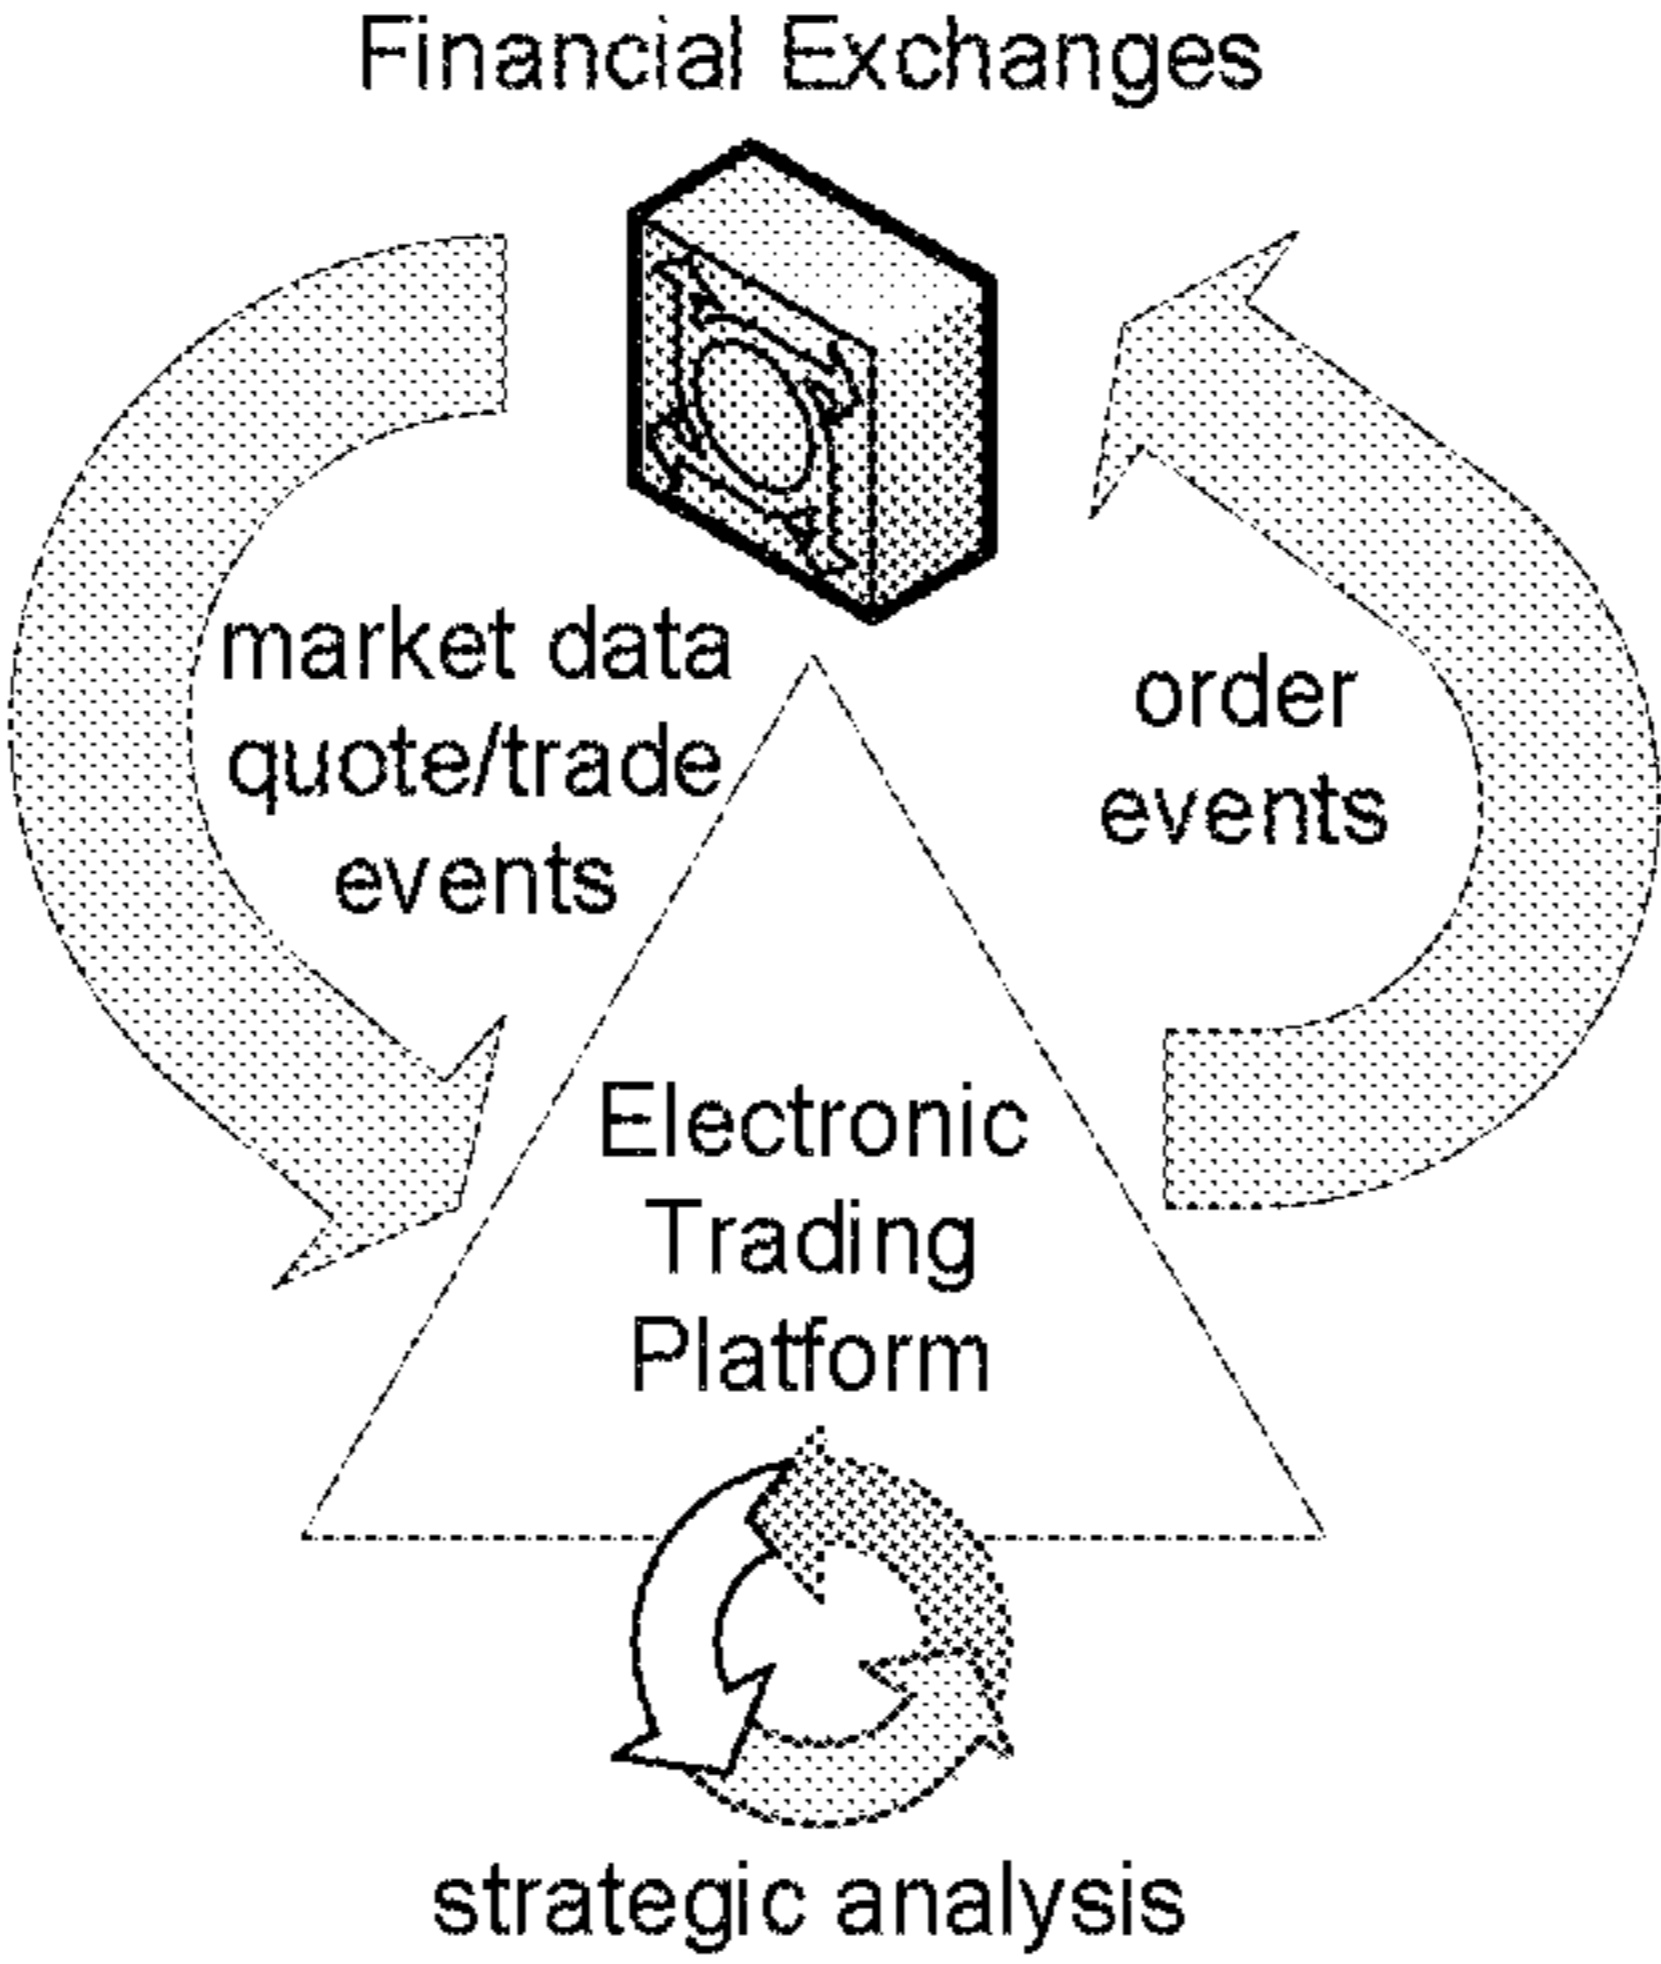 Financial Exchanges
market data
quote/trade
events
order
events
Electronic
Trading
Platform
strategic analysis